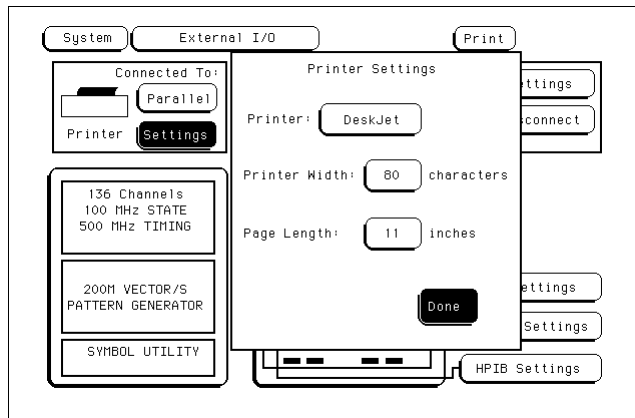 System External I/O Print
Connected To:
Parallel
Printer Settings
Printer Settings
Printer: DeskJet
Printer Width: 80 characters
Page Length: 11 inches
Done
ettings
connect
136 Channels
100 MHz STATE
500 MHz TIMING
200M VECTOR/S
PATTERN GENERATOR
SYMBOL UTILITY
ettings
Settings
HPIB Settings